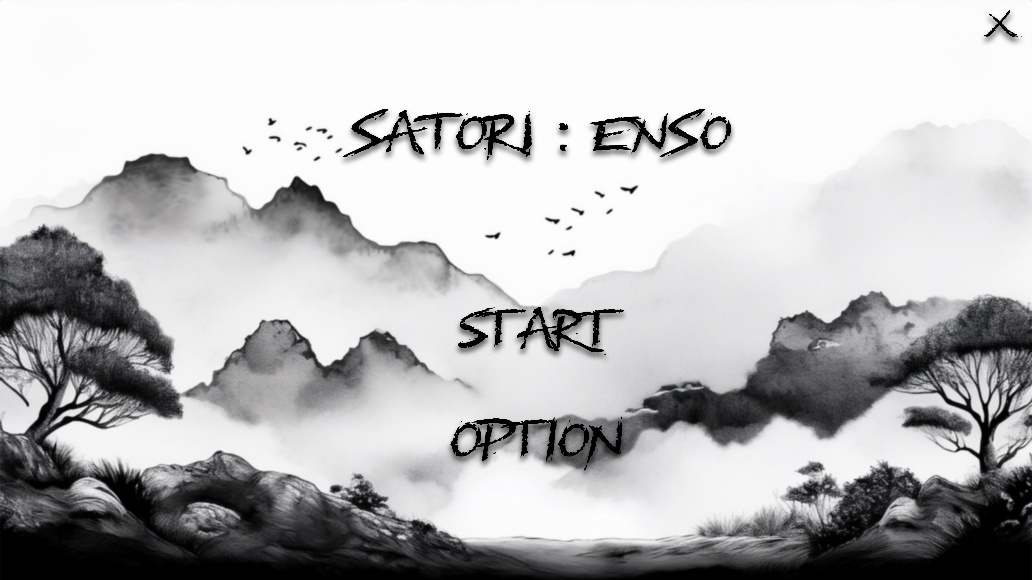 X
SATORI : ENSO
START
OPTION